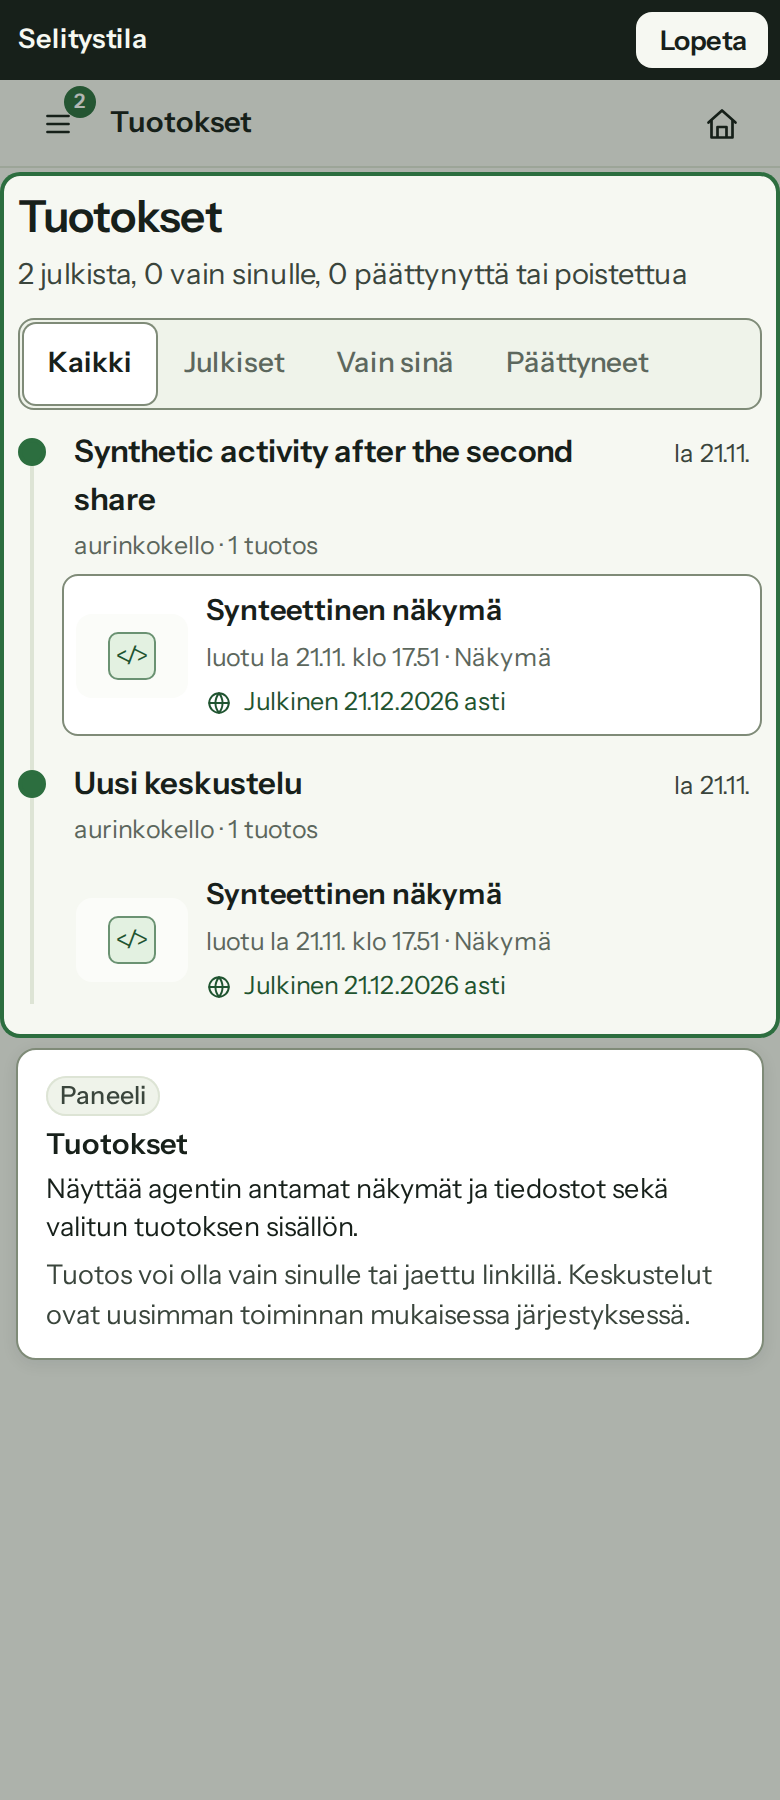 Selitystila
Lopeta
2
Tuotokset
Tuotokset
2 julkista, 0 vain sinulle, 0 päättynyttä tai poistettua
Kaikki
Julkiset
Vain sinä
Päättyneet
Synthetic activity after the second
share
la 21.11.
aurinkokello · 1 tuotos
</>
Synteettinen näkymä
luotu la 21.11. klo 17.51 · Näkymä
Julkinen 21.12.2026 asti
Uusi keskustelu
la 21.11.
aurinkokello · 1 tuotos
</>
Synteettinen näkymä
luotu la 21.11. klo 17.51 · Näkymä
Julkinen 21.12.2026 asti
Paneeli
Tuotokset
Näyttää agentin antamat näkymät ja tiedostot sekä
valitun tuotoksen sisällön.
Tuotos voi olla vain sinulle tai jaettu linkillä. Keskustelut
ovat uusimman toiminnan mukaisessa järjestyksessä.